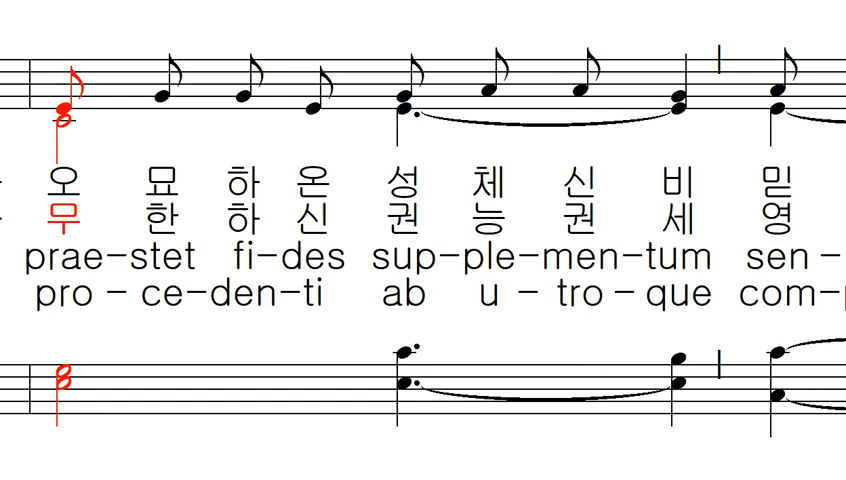 오 묘 하 온 성 체 신 비 믿
무 한 하 신 권 능 권 세 영
prae-stet fi-des sup-ple-men-tum sen -
pro - ce-den-ti ab u - tro - que com-